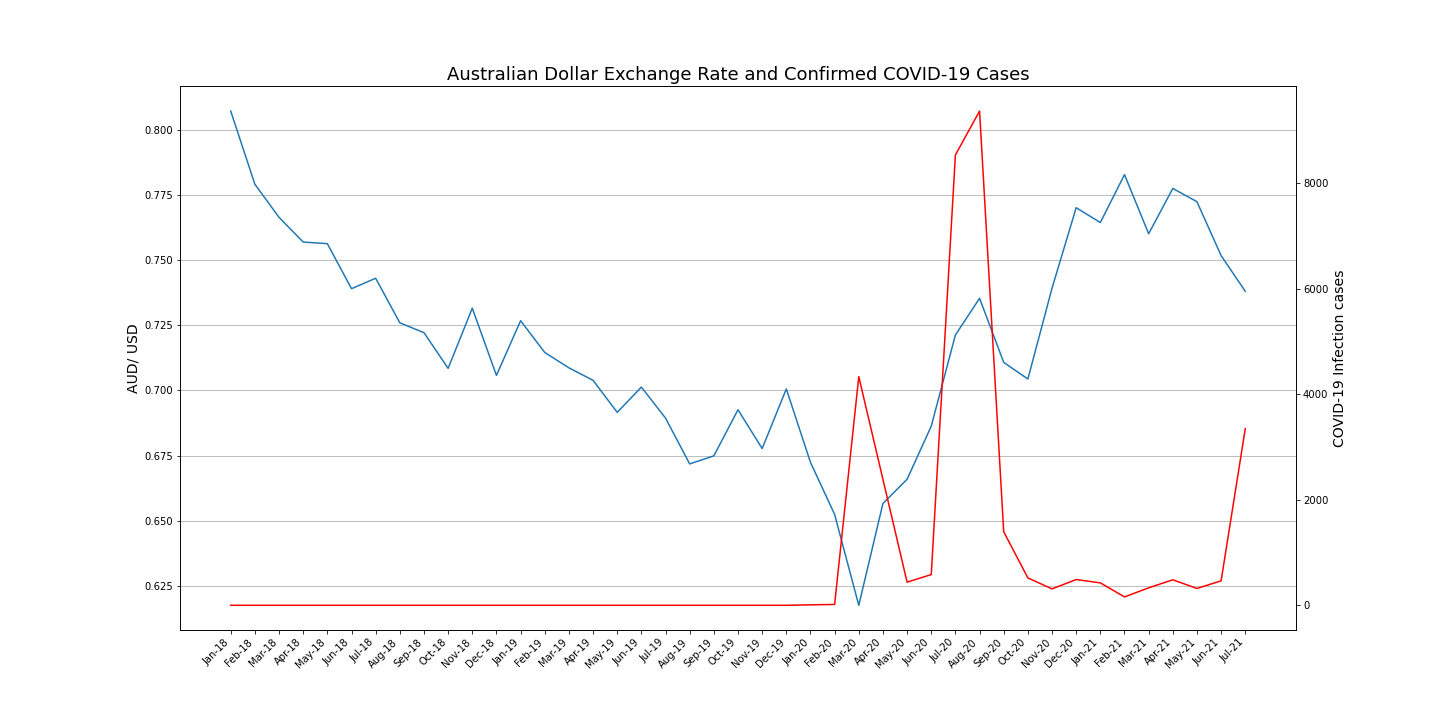 Australian Dollar Exchange Rate and Confirmed COVID-19 Cases
AUD/ USD
0.800
0.775
0.750
0.725
0.700
0.675
0.650
0.625
8000
6000
4000
2000
0
COVID-19 Infection cases
Jan-18
Feb-18
Mar-18
Apr-18
May-18
Jun-18
Jul-18
Aug-18
Sep-18
Oct-18
Nov-18
Dec-18
Jan-19
Feb-19
Mar-19
Apr-19
May-19
Jun-19
Jul-19
Aug-19
Sep-19
Oct-19
Nov-19
Dec-19
Jan-20
Feb-20
Mar-20
Apr-20
May-20
Jun-20
Jul-20
Aug-20
Sep-20
Oct-20
Nov-20
Dec-20
Jan-21
Feb-21
Mar-21
Apr-21
May-21
Jun-21
Jul-21